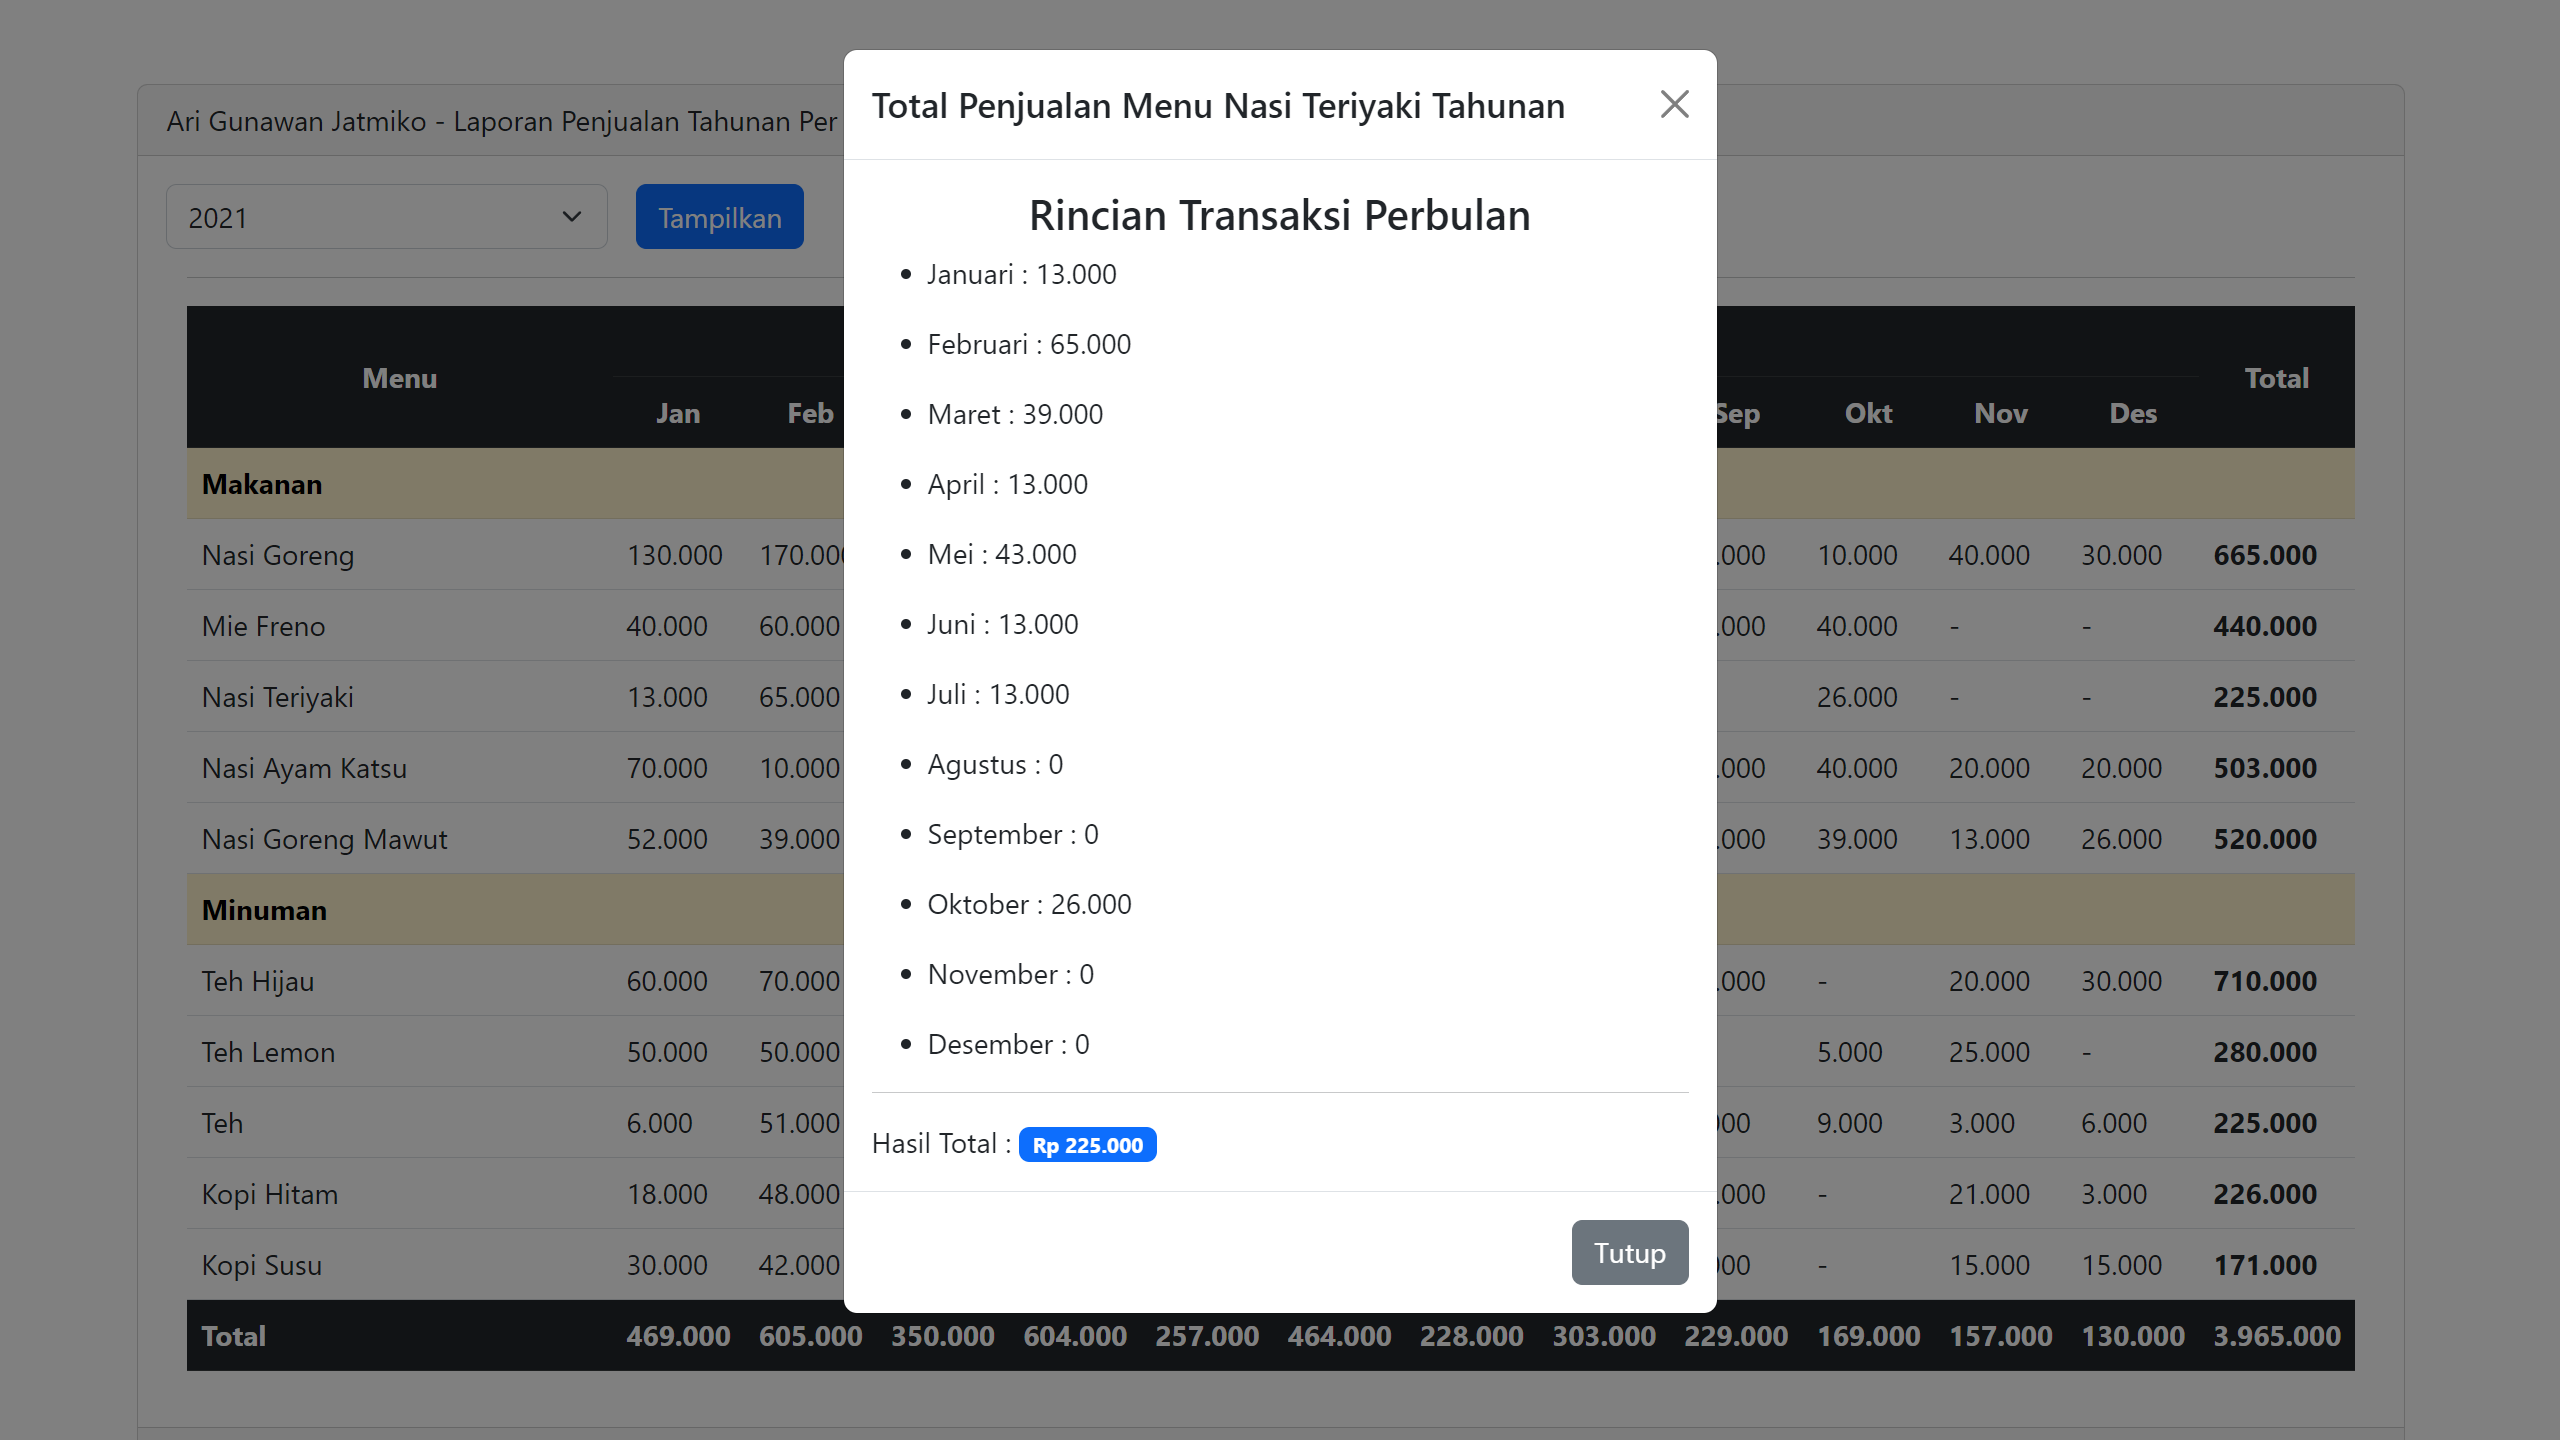 Total Penjualan Menu Nasi Teriyaki Tahunan
Rincian Transaksi Perbulan
Januari : 13.000
Februari : 65.000
Maret : 39.000
April : 13.000
Mei : 43.000
Juni : 13.000
Juli : 13.000
Agustus : 0
September : 0
Oktober : 26.000
November : 0
Desember : 0
Hasil Total : Rp 225.000
Tutup
Ari Gunawan Jatmiko - Laporan Penjualan Tahunan Per
2021 Tampilkan
Menu Total
Jan Feb Sep Okt Nov Des
Makanan
Nasi Goreng 130.000 170.000 .000 10.000 40.000 30.000 665.000
Mie Freno 40.000 60.000 .000 40.000 - - 440.000
Nasi Teriyaki 13.000 65.000 26.000 - - 225.000
Nasi Ayam Katsu 70.000 10.000 .000 40.000 20.000 20.000 503.000
Nasi Goreng Mawut 52.000 39.000 .000 39.000 13.000 26.000 520.000
Minuman
Teh Hijau 60.000 70.000 .000 - 20.000 30.000 710.000
Teh Lemon 50.000 50.000 5.000 25.000 - 280.000
Teh 6.000 51.000 00 9.000 3.000 6.000 225.000
Kopi Hitam 18.000 48.000 .000 - 21.000 3.000 226.000
Kopi Susu 30.000 42.000 00 - 15.000 15.000 171.000
Total 469.000 605.000 350.000 604.000 257.000 464.000 228.000 303.000 229.000 169.000 157.000 130.000 3.965.000